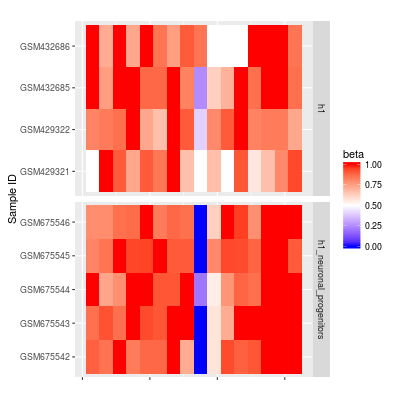 GSM432686
GSM432685
GSM429322
GSM429321
h1
GSM675546
GSM675545
GSM675544
GSM675543
GSM675542
h1_neuronal_progenitors
Sample ID
beta
1.00
0.75
0.50
0.25
0.00